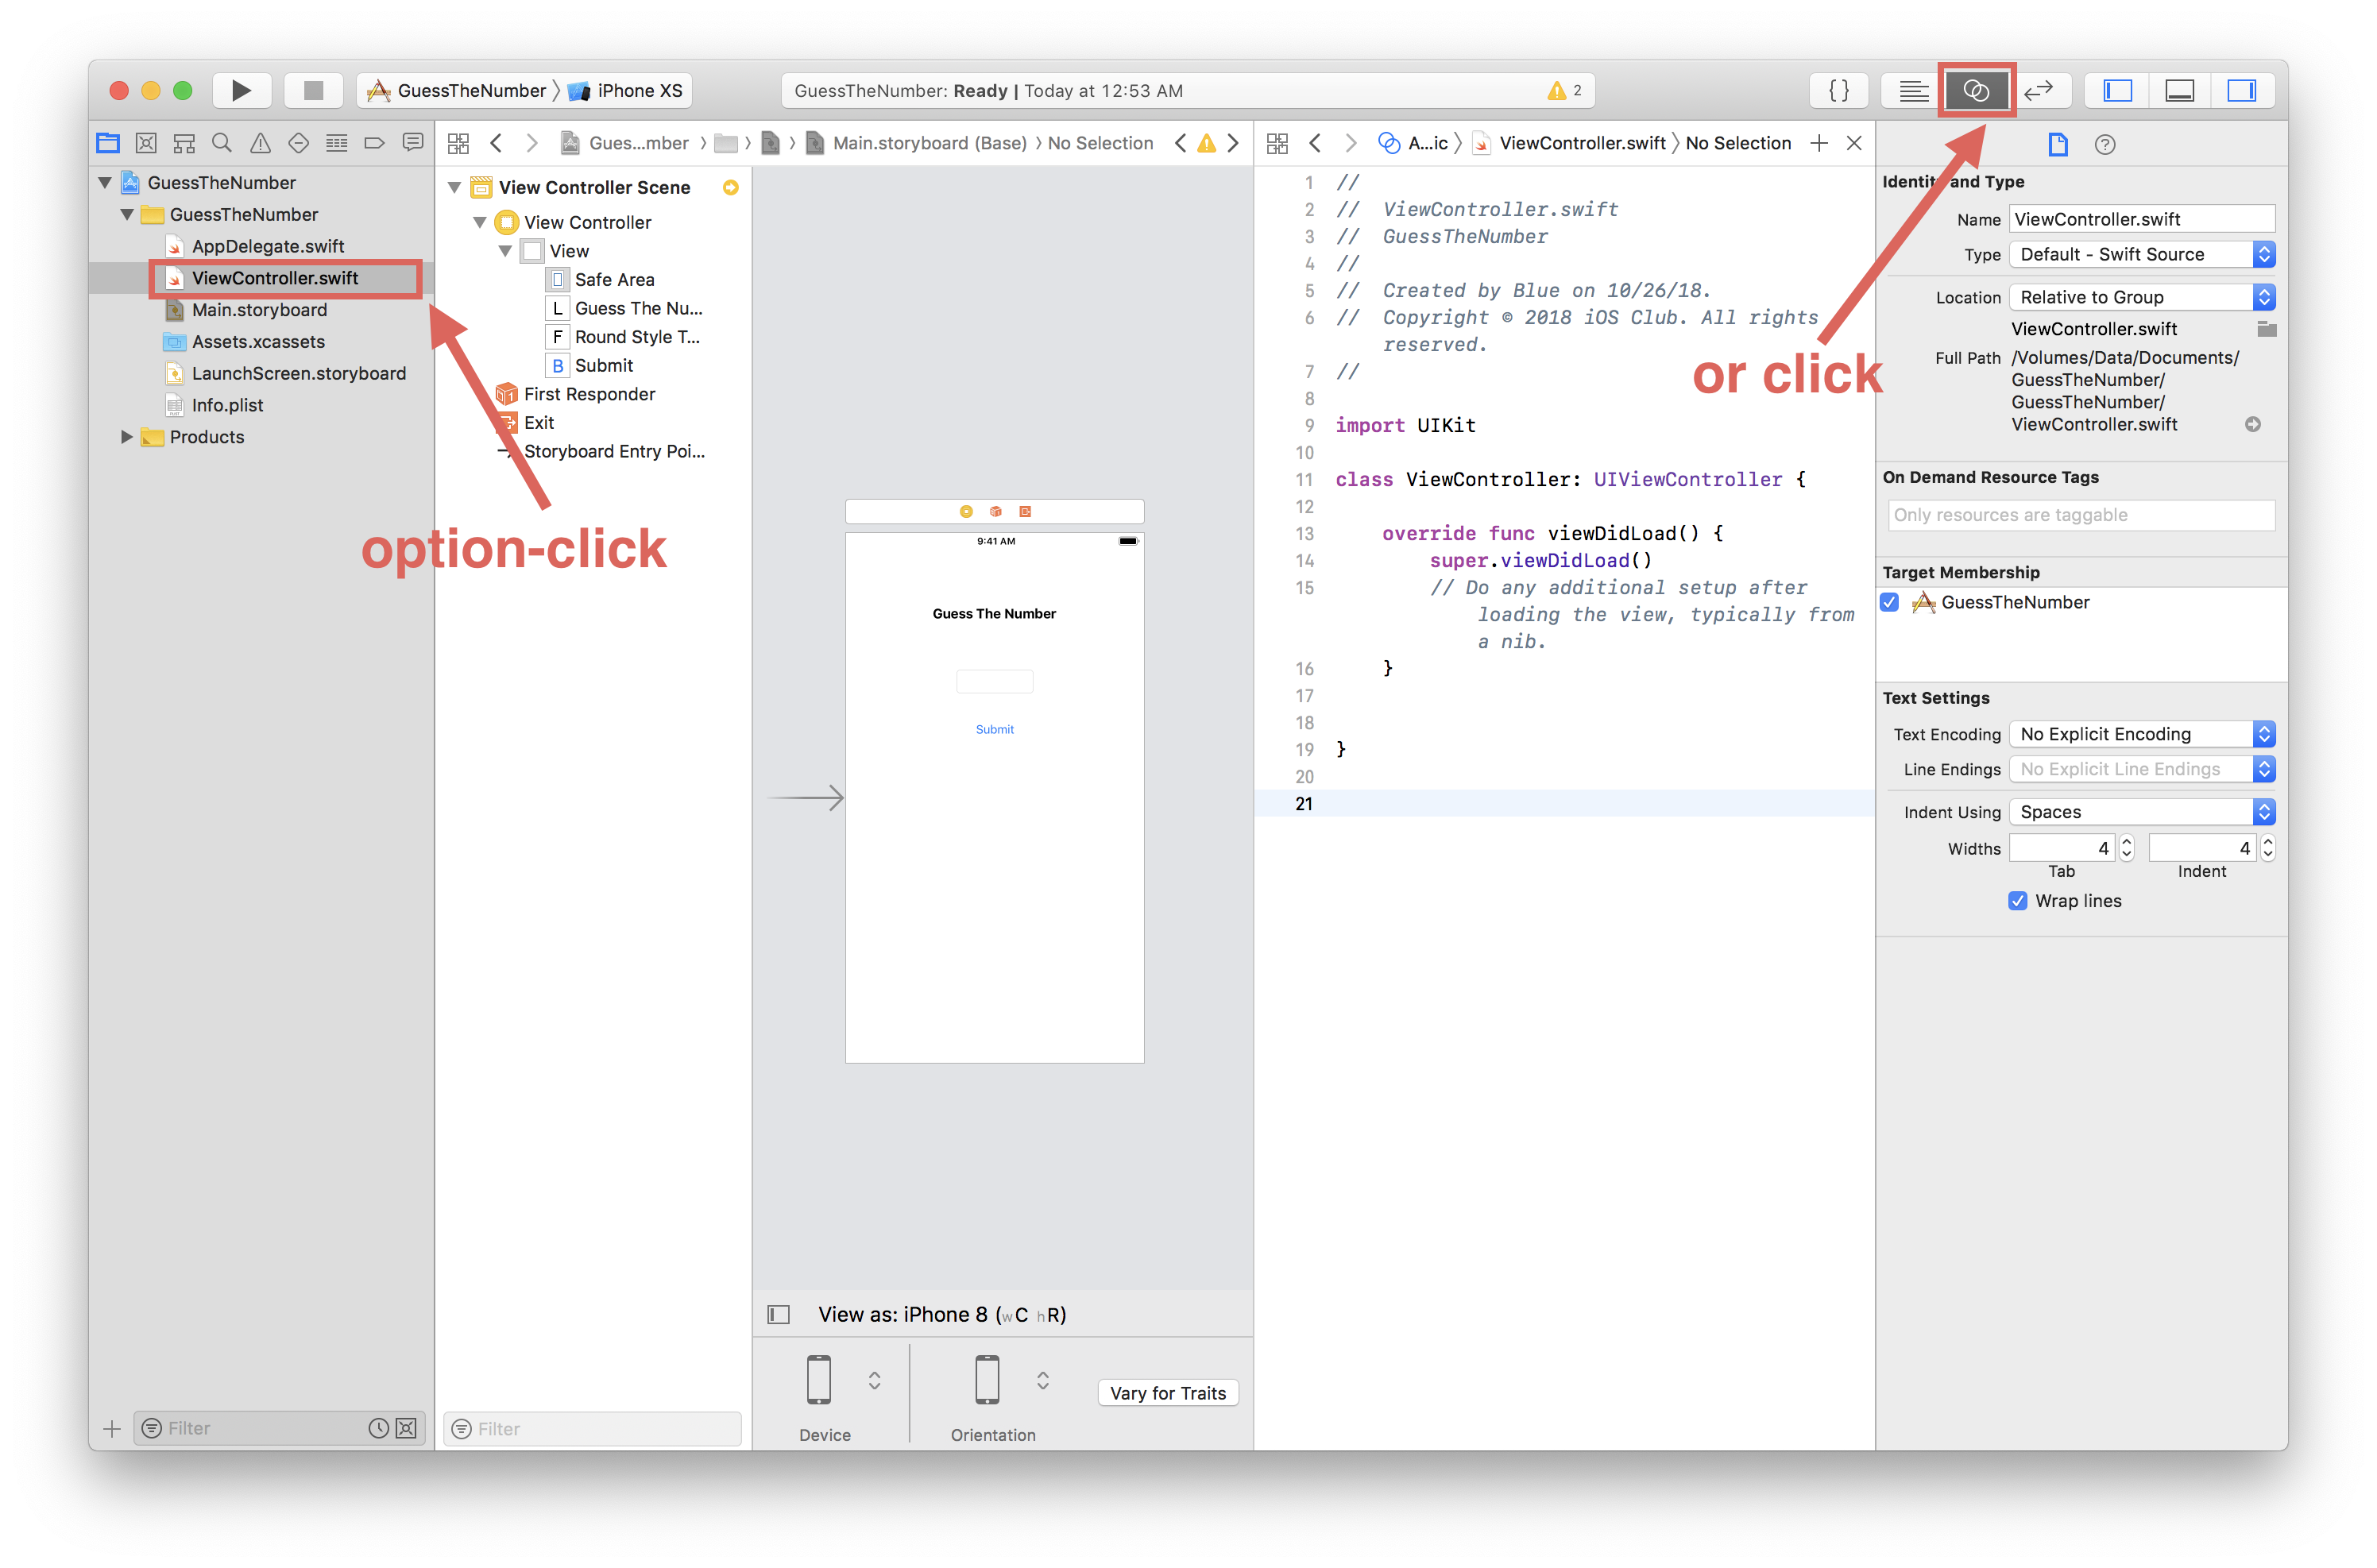 GuessTheNumber 〉 iPhone XS
GuessTheNumber: Ready | Today at 12:53 AM
2
{ }
GuessTheNumber
GuessTheNumber
AppDelegate.swift
ViewController.swift
Main.storyboard
Assets.xcassets
LaunchScreen.storyboard
Info.plist
Products
Filter
option-click
Gues...mber 〉 〉 Main.storyboard (Base) 〉 No Selection
View Controller Scene
View Controller
View
Safe Area
L Guess The Nu...
F Round Style T...
B Submit
First Responder
Exit
Storyboard Entry Poi...
Filter
9:41 AM
Guess The Number
Submit
View as: iPhone 8 (wC hR)
Device
Orientation
Vary for Traits
A...ic 〉 ViewController.swift 〉 No Selection
1 //
2 //  ViewController.swift
3 //  GuessTheNumber
4 //
5 //  Created by Blue on 10/26/18.
6 //  Copyright © 2018 iOS Club. All rights
reserved.
7 //
8
9 import UIKit
10
11 class ViewController: UIViewController {
12
13     override func viewDidLoad() {
14         super.viewDidLoad()
15         // Do any additional setup after
loading the view, typically from
a nib.
16     }
17
18
19 }
20
21
or click
Identity and Type
Name ViewController.swift
Type Default - Swift Source
Location Relative to Group
ViewController.swift
Full Path /Volumes/Data/Documents/
GuessTheNumber/
GuessTheNumber/
ViewController.swift
On Demand Resource Tags
Only resources are taggable
Target Membership
GuessTheNumber
Text Settings
Text Encoding No Explicit Encoding
Line Endings No Explicit Line Endings
Indent Using Spaces
Widths 4 4
Tab Indent
Wrap lines